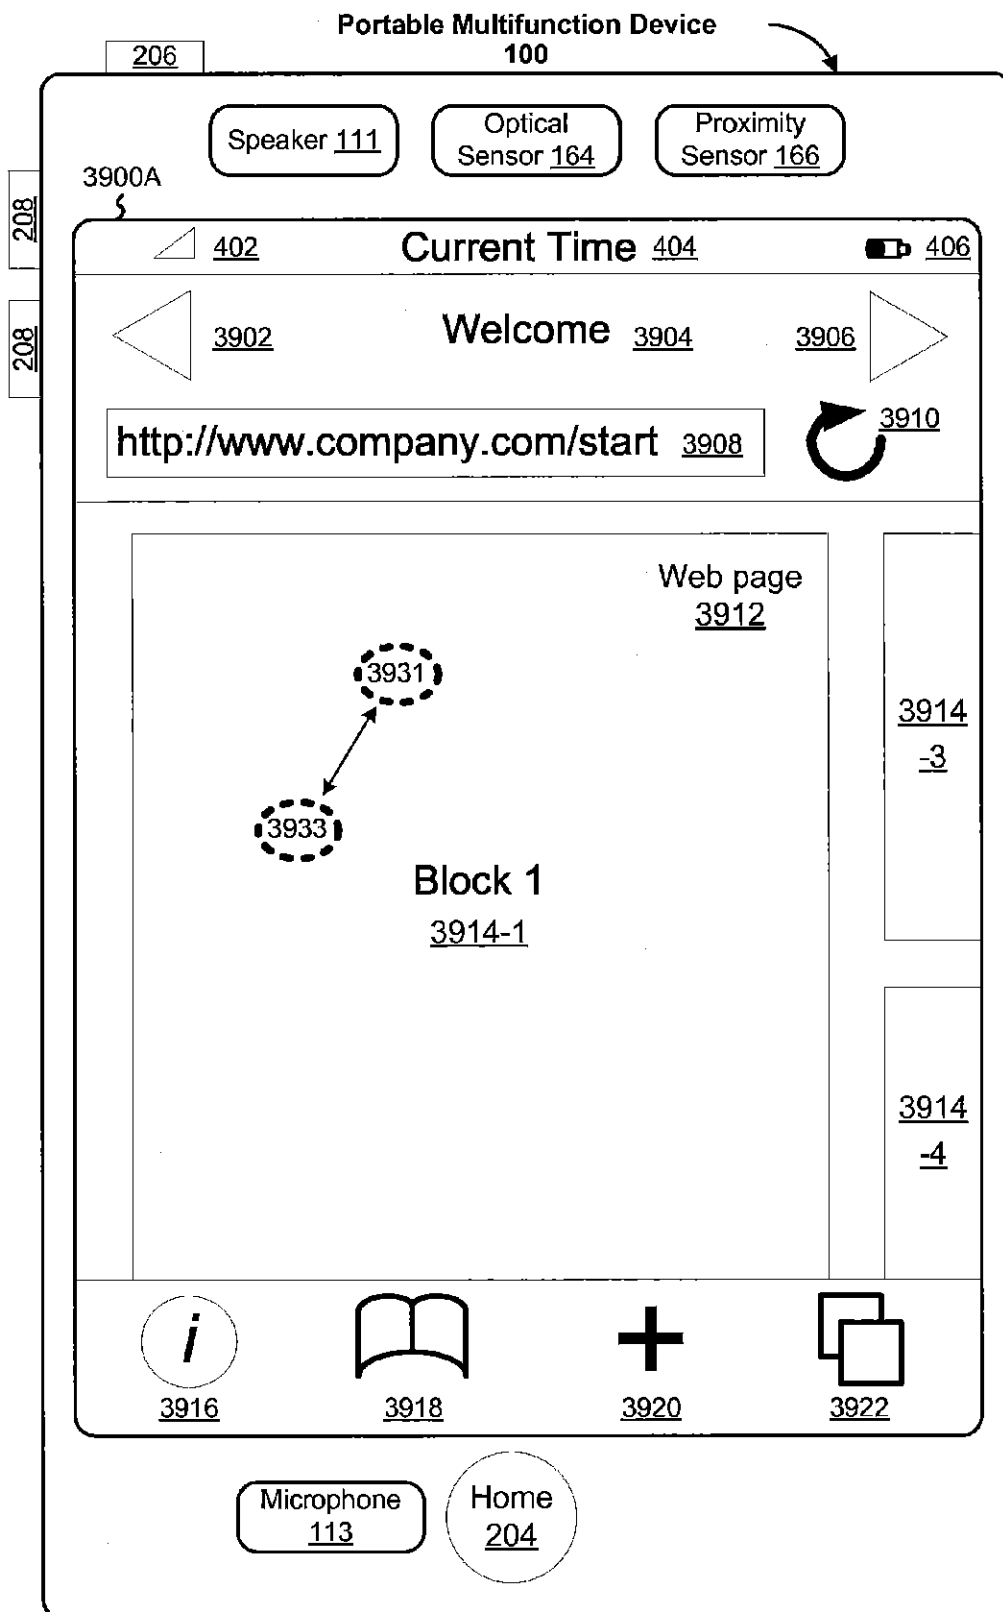 Portable Multifunction Device
100
206
Speaker 111
Optical
Sensor 164
Proximity
Sensor 166
3900A
208
208
402
Current Time 404
406
3902
Welcome 3904
3906
http://www.company.com/start 3908
3910
Web page
3912
3931
3933
Block 1
3914-1
3914
-3
3914
-4
i
3916
3918
3920
3922
Microphone
113
Home
204